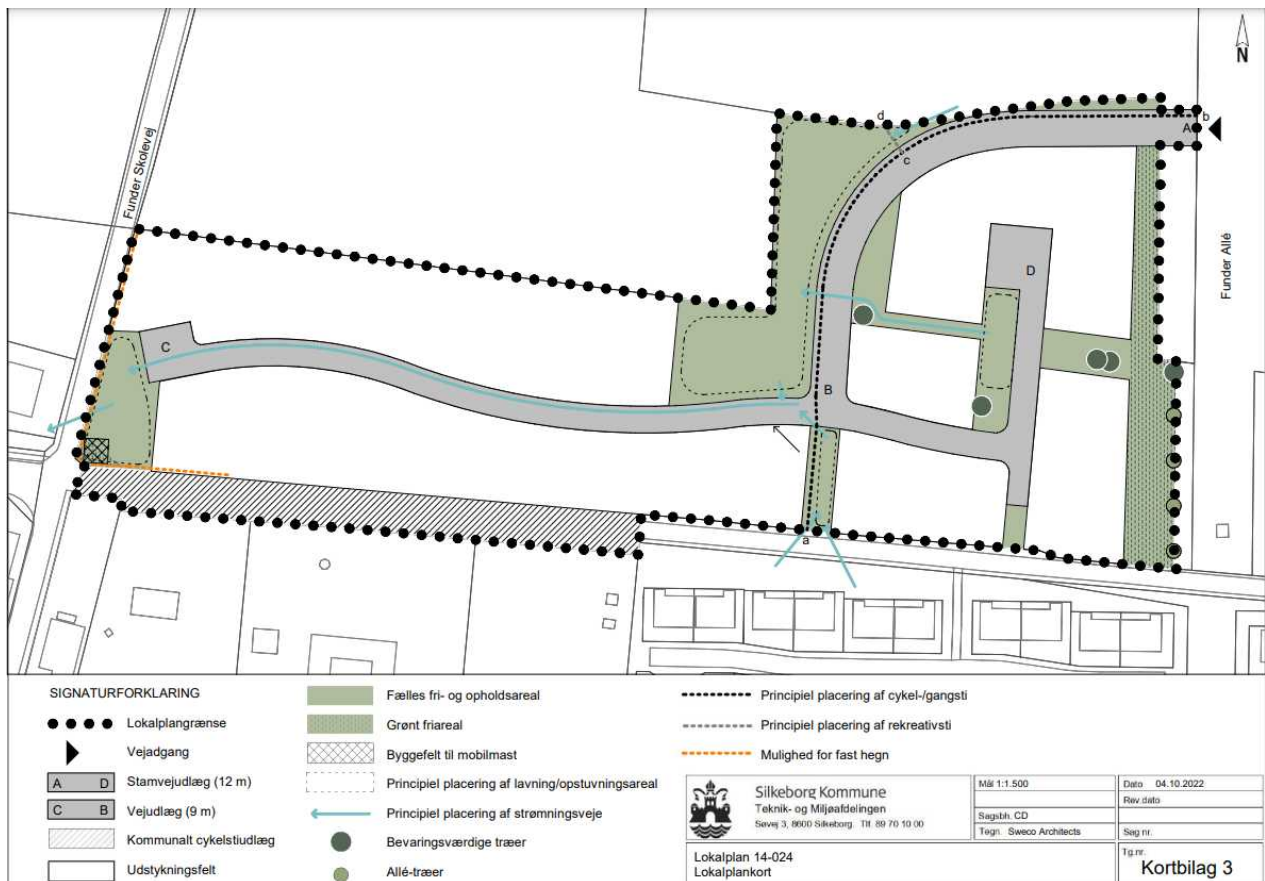 N
Funder Skolevej
d
b
A
c
D
Funder Allé
C
B
a
SIGNATURFORKLARING
Lokalplangrænse
Vejadgang
A D Stamvejudlæg (12 m)
C B Vejudlæg (9 m)
Kommunalt cykelstiudlæg
Udstykningsfelt
Fælles fri- og opholdsareal
Grønt friareal
Byggefelt til mobilmast
Principiel placering af lavning/opstuvningsareal
Principiel placering af strømningsveje
Bevaringsværdige træer
Allé-træer
Principiel placering af cykel-/gangsti
Principiel placering af rekreativsti
Mulighed for fast hegn
Silkeborg Kommune
Teknik- og Miljøafdelingen
Søvej 3, 8600 Silkeborg. Tlf. 89 70 10 00
Mål 1:1.500
Dato 04.10.2022
Rev.dato
Sagsbh. CD
Tegn. Sweco Architects
Søg nr.
Lokalplan 14-024
Lokalplankort
Tg.nr.
Kortbilag 3